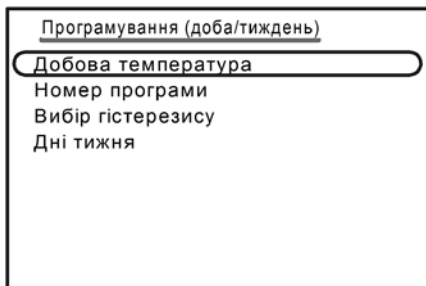 Програмування (доба/тиждень)
Добова температура
Номер програми
Вибір гістерезису
Дні тижня